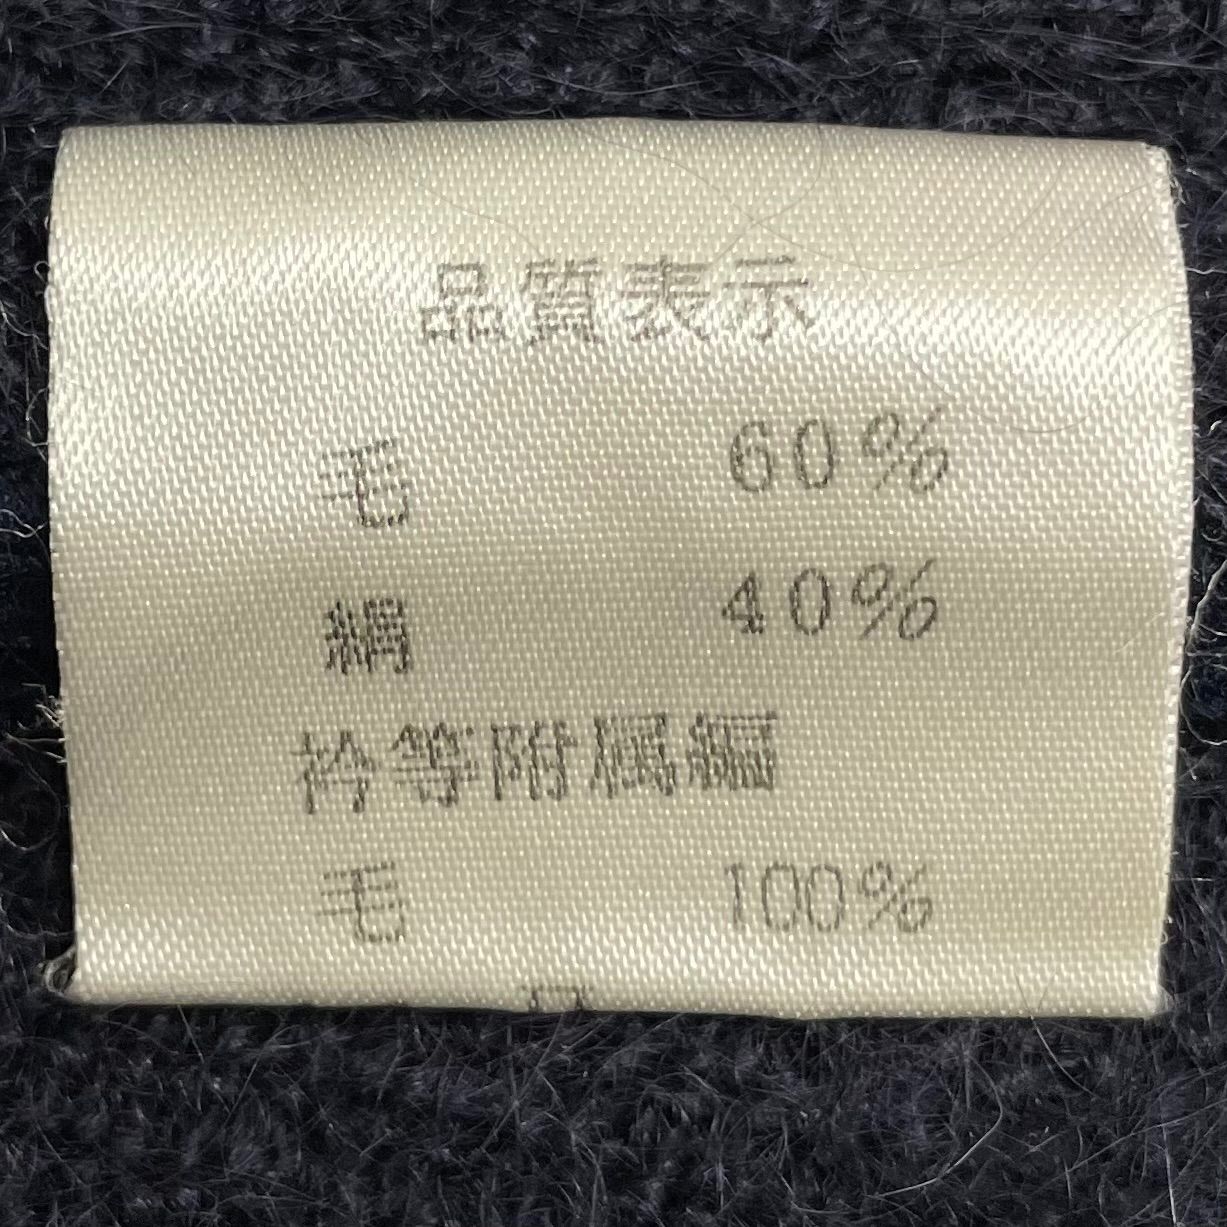 品質表示
毛 60%
絹 40%
衿等附属編
毛 100%